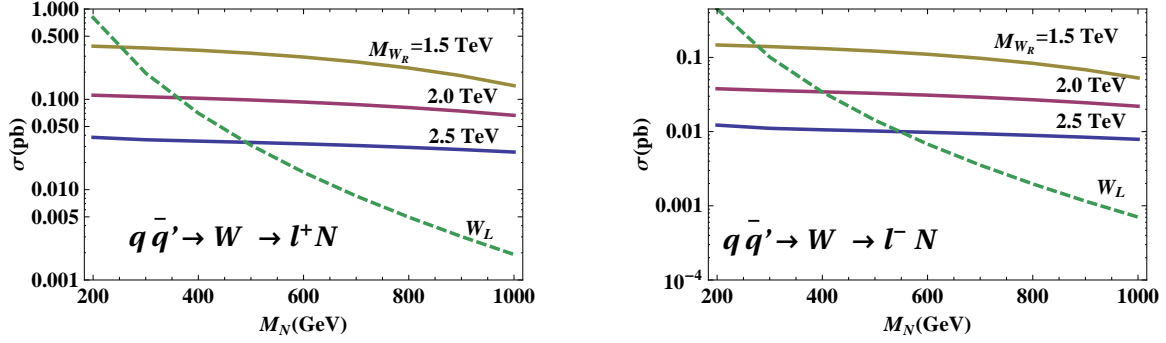 1.000
0.500
0.100
0.050
0.010
0.005
0.001
σ(pb)
M_{W_R}=1.5 TeV
2.0 TeV
2.5 TeV
W_L
q q̄' → W → l⁺ N
200 400 600 800 1000
M_N(GeV)
0.1
0.01
0.001
10⁻⁴
σ(pb)
M_{W_R}=1.5 TeV
2.0 TeV
2.5 TeV
W_L
q q̄' → W → l⁻ N
200 400 600 800 1000
M_N(GeV)